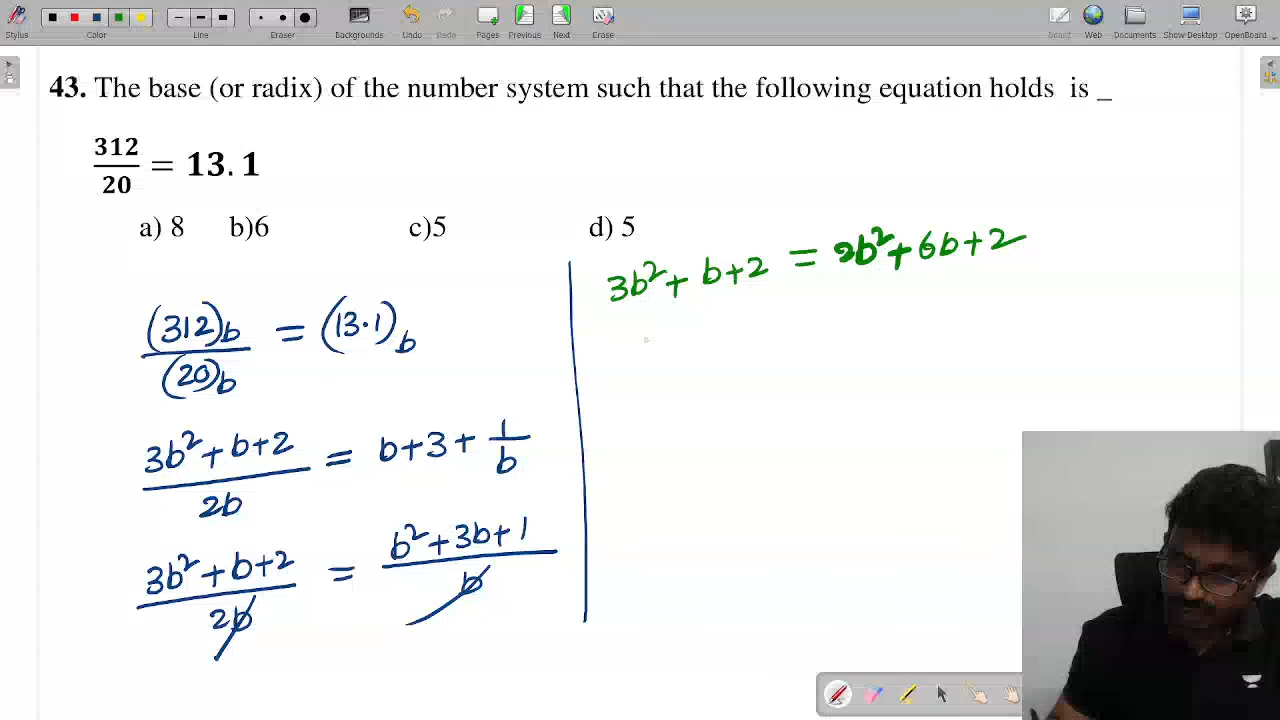 Stylus Color Line Eraser Backgrounds Undo Redo Pages Previous Next Erase Board Web Documents Show Desktop OpenBoard
43. The base (or radix) of the number system such that the following equation holds is _
312/20 = 13.1
a) 8 b)6 c)5 d) 5
(312)b/(20)b = (13.1)b
3b²+b+2/2b = b+3+1/b
3b²+b+2/2b = b²+3b+1/b
3b²+b+2 = 2b²+6b+2